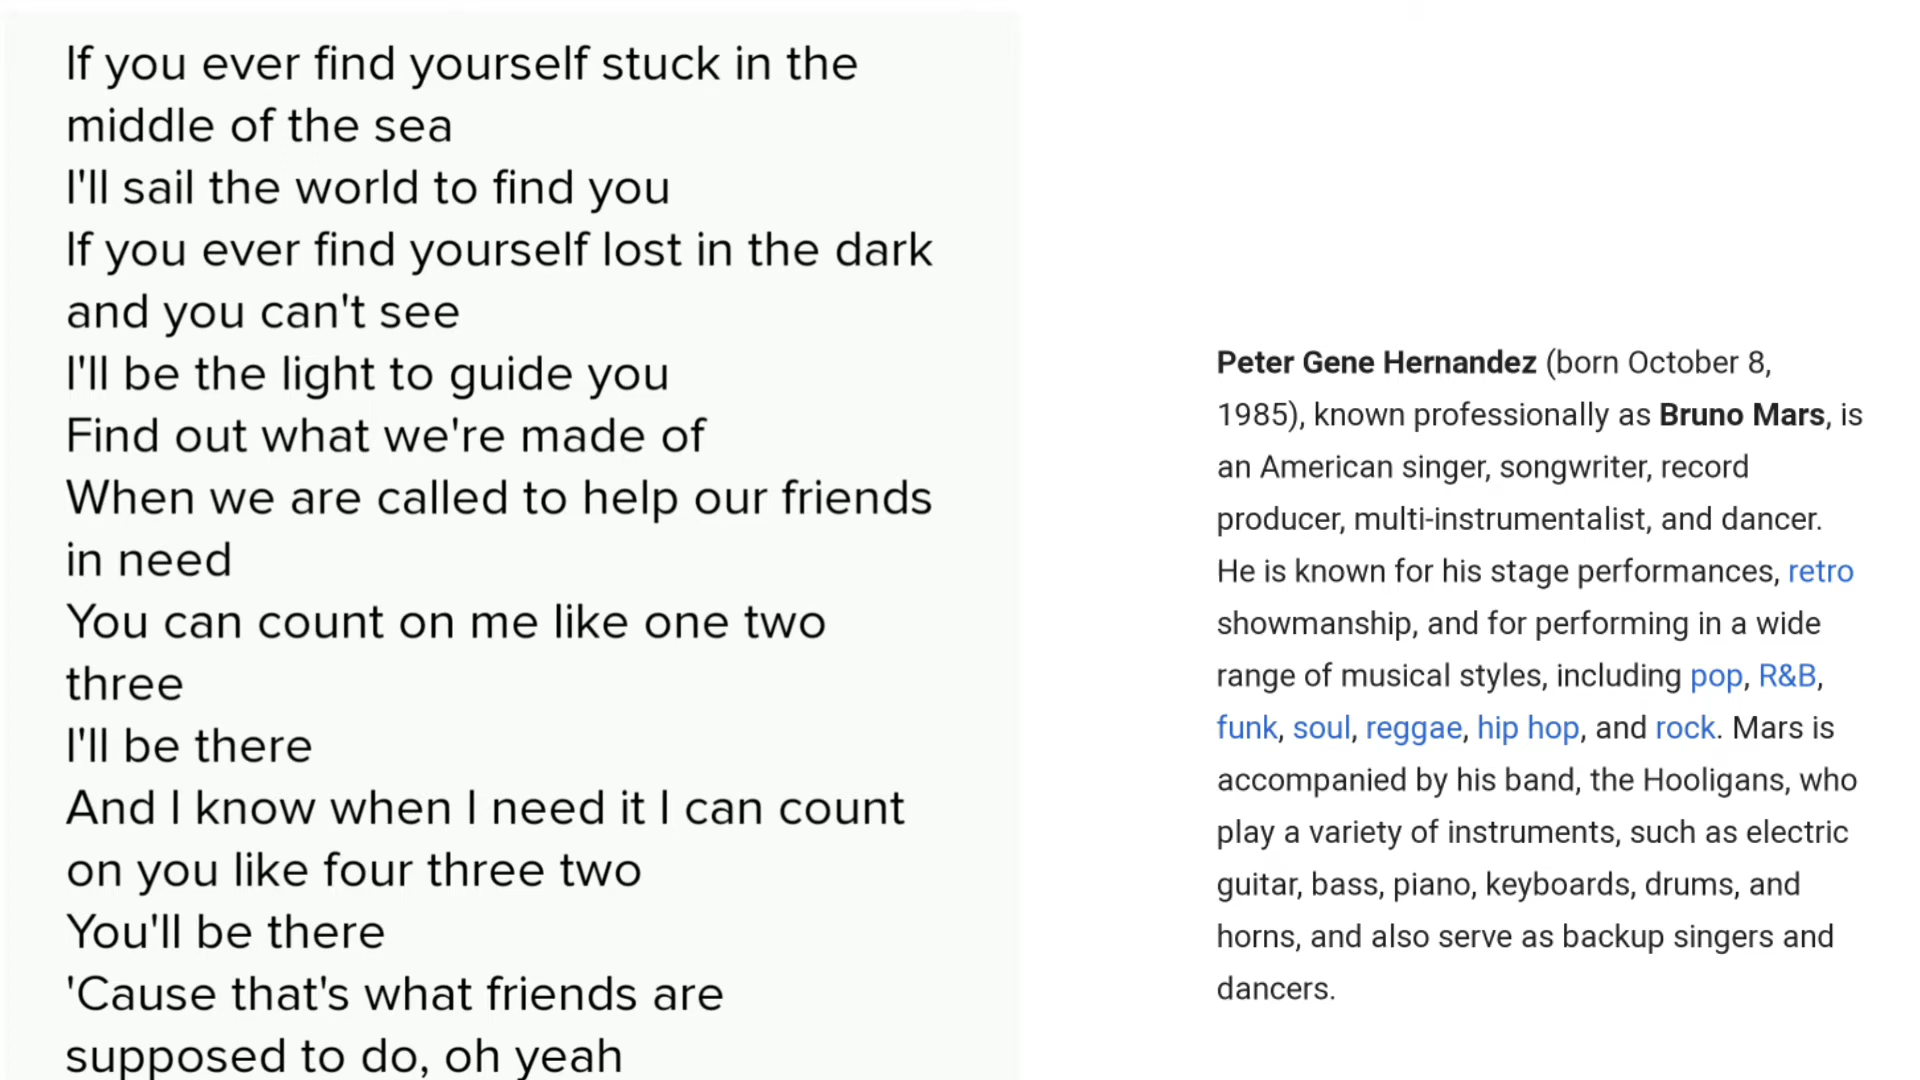 If you ever find yourself stuck in the
middle of the sea
I'll sail the world to find you
If you ever find yourself lost in the dark
and you can't see
I'll be the light to guide you
Find out what we're made of
When we are called to help our friends
in need
You can count on me like one two
three
I'll be there
And I know when I need it I can count
on you like four three two
You'll be there
'Cause that's what friends are
supposed to do, oh yeah
Peter Gene Hernandez (born October 8,
1985), known professionally as Bruno Mars, is
an American singer, songwriter, record
producer, multi-instrumentalist, and dancer.
He is known for his stage performances, retro
showmanship, and for performing in a wide
range of musical styles, including pop, R&B,
funk, soul, reggae, hip hop, and rock. Mars is
accompanied by his band, the Hooligans, who
play a variety of instruments, such as electric
guitar, bass, piano, keyboards, drums, and
horns, and also serve as backup singers and
dancers.